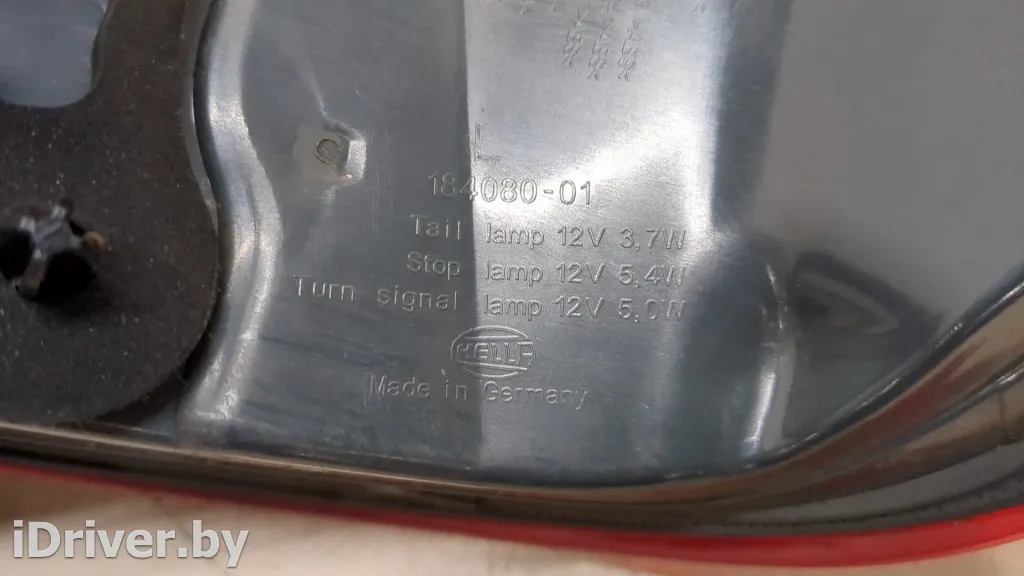 184080-01
Tail lamp 12V 3,7W
Stop lamp 12V 5,4W
Turn signal lamp 12V 5,0W
HELLA
Made in Germany
iDriver.by